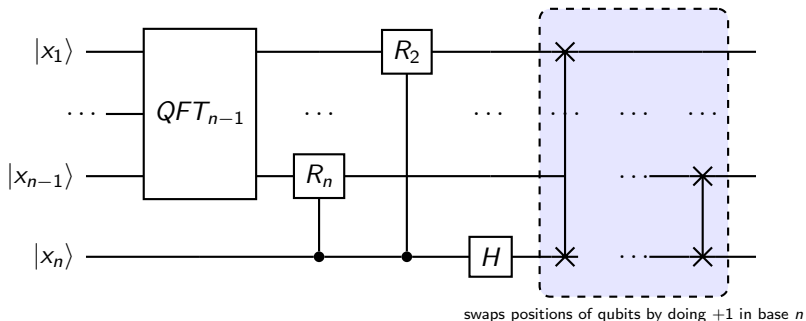 |x₁⟩ R₂
· · · QFTₙ₋₁ · · · · · · · · · · · · · · ·
|xₙ₋₁⟩ Rₙ · · ·
|xₙ⟩ H · · ·
swaps positions of qubits by doing +1 in base n